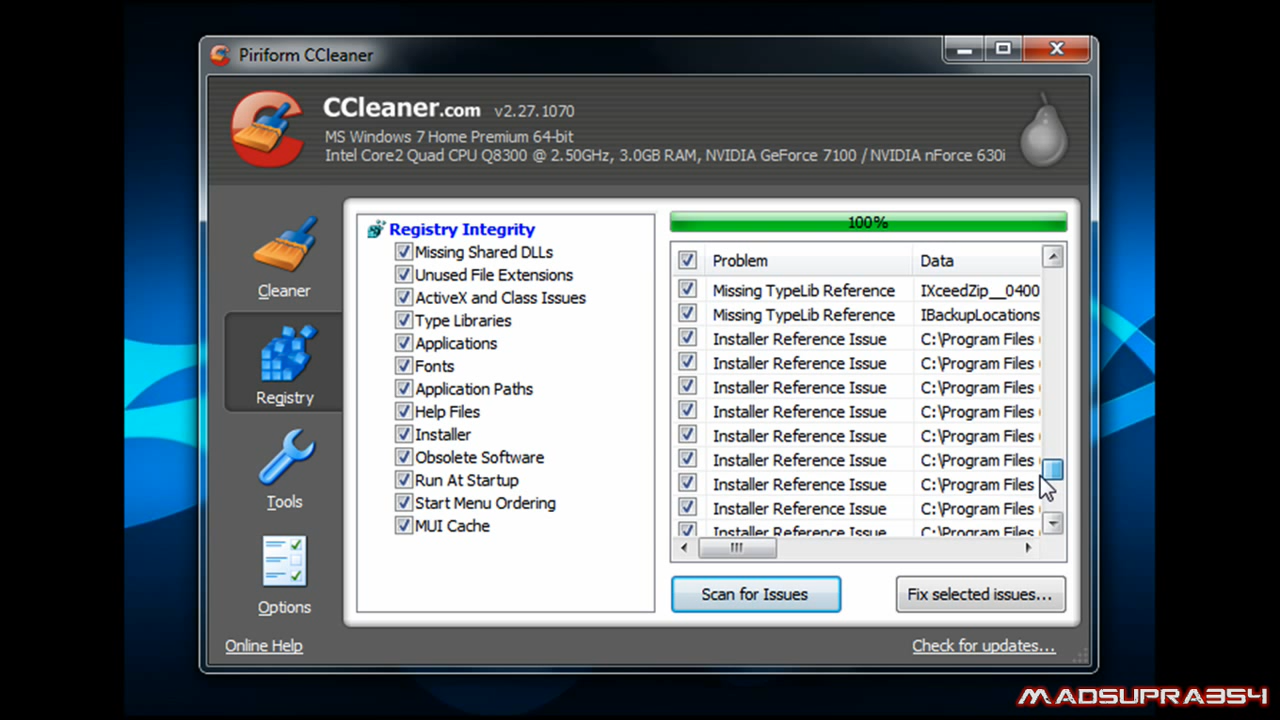 Piriform CCleaner
CCleaner.com v2.27.1070
MS Windows 7 Home Premium 64-bit
Intel Core2 Quad CPU Q8300 @ 2.50GHz, 3.0GB RAM, NVIDIA GeForce 7100 / NVIDIA nForce 630i
Cleaner
Registry
Tools
Options
Registry Integrity
Missing Shared DLLs
Unused File Extensions
ActiveX and Class Issues
Type Libraries
Applications
Fonts
Application Paths
Help Files
Installer
Obsolete Software
Run At Startup
Start Menu Ordering
MUI Cache
100%
Problem Data
Missing TypeLib Reference IXceedZip__0400
Missing TypeLib Reference IBackupLocations
Installer Reference Issue C:\Program Files
Installer Reference Issue C:\Program Files
Installer Reference Issue C:\Program Files
Installer Reference Issue C:\Program Files
Installer Reference Issue C:\Program Files
Installer Reference Issue C:\Program Files
Installer Reference Issue C:\Program Files
Installer Reference Issue C:\Program Files
Installer Reference Issue C:\Program Files
Scan for Issues
Fix selected issues...
Online Help
Check for updates...
MADSUPRA354